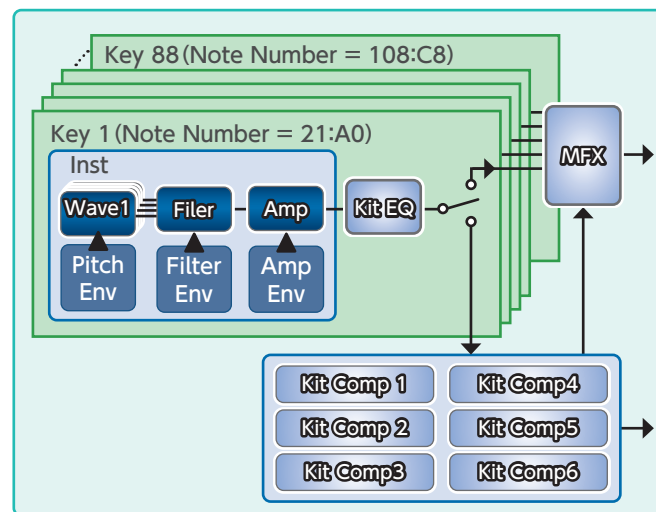 Key 88 (Note Number = 108:C8)
Key 1 (Note Number = 21:A0)
Inst
Wave1
Filer
Amp
Kit EQ
MFX
Pitch
Env
Filter
Env
Amp
Env
Kit Comp 1
Kit Comp4
Kit Comp 2
Kit Comp5
Kit Comp3
Kit Comp6